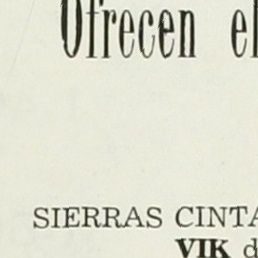 Ofrecen el
SIERRAS CINTA
VIK d